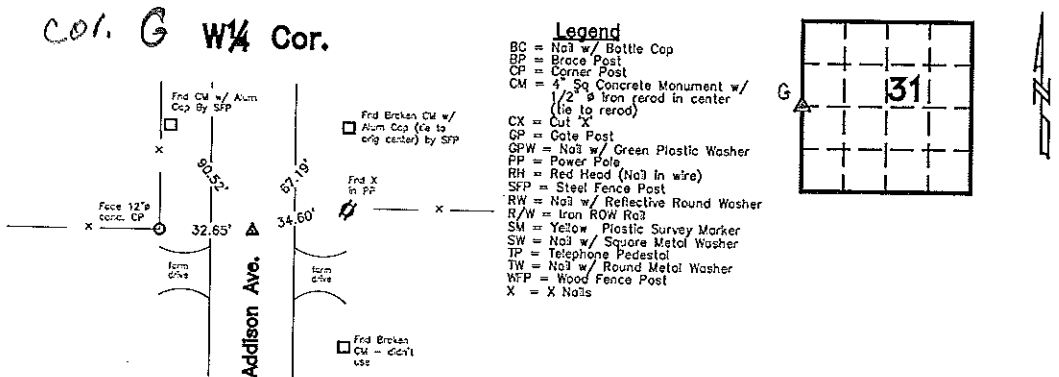 COR. G W¼ Cor.
Fnd CM w/ Alum
Cap By SFP
Fnd Broken CM w/
Alum Cap (tie to
orig center) by SFP
90.52'
67.19'
Fnd X
in PP
Face 12"ø
conc. CP
x
x
x
32.65'
34.60'
farm
drive
farm
drive
Addison Ave.
Fnd Broken
CM – didn't
use
Legend
BC = Nail w/ Bottle Cap
BP = Brace Post
CP = Corner Post
CM = 4" Sq Concrete Monument w/
1/2" ø Iron rerod in center
(tie to rerod)
CX = Cut 'X'
GP = Gate Post
GPW = Nail w/ Green Plastic Washer
PP = Power Pole
RH = Red Head (Nail in wire)
SFP = Steel Fence Post
RW = Nail w/ Reflective Round Washer
R/W = Iron ROW Rail
SM = Yellow Plastic Survey Marker
SW = Nail w/ Square Metal Washer
TP = Telephone Pedestal
TW = Nail w/ Round Metal Washer
WFP = Wood Fence Post
X = X Nails
G
31
N